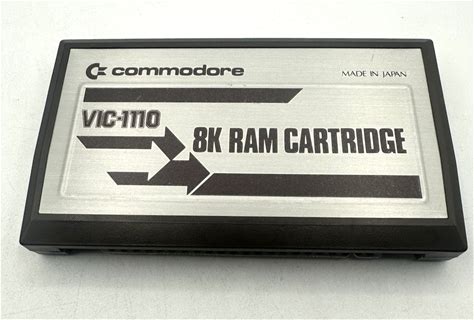 commodore
MADE IN JAPAN
VIC-1110
8K RAM CARTRIDGE